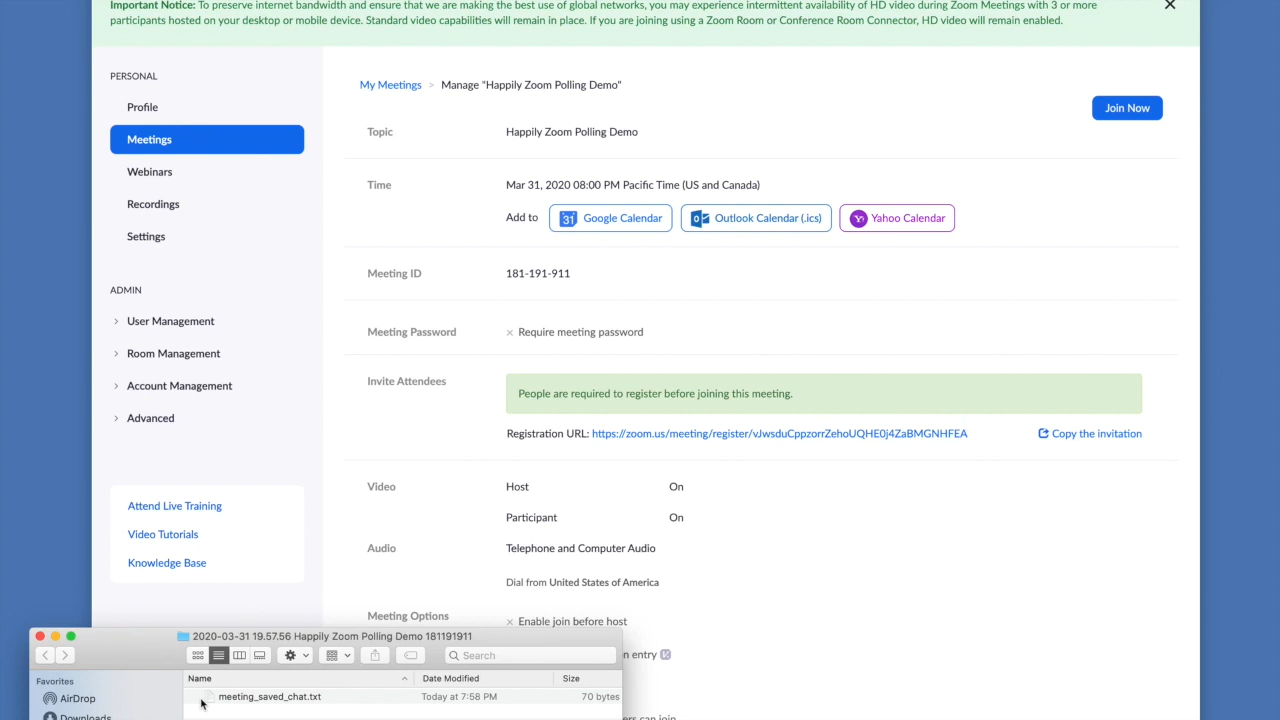 Important Notice: To preserve internet bandwidth and ensure that we are making the best use of global networks, you may experience intermittent availability of HD video during Zoom Meetings with 3 or more
participants hosted on your desktop or mobile device. Standard video capabilities will remain in place. If you are joining using a Zoom Room or Conference Room Connector, HD video will remain enabled.
PERSONAL
Profile
Meetings
Webinars
Recordings
Settings
ADMIN
User Management
Room Management
Account Management
Advanced
Attend Live Training
Video Tutorials
Knowledge Base
My Meetings > Manage "Happily Zoom Polling Demo"
Join Now
Topic Happily Zoom Polling Demo
Time Mar 31, 2020 08:00 PM Pacific Time (US and Canada)
Add to 31 Google Calendar Outlook Calendar (.ics) Yahoo Calendar
Meeting ID 181-191-911
Meeting Password × Require meeting password
Invite Attendees
People are required to register before joining this meeting.
Registration URL: https://zoom.us/meeting/register/vJwsduCppzorrZehoUQHE0j4ZaBMGNHFEA Copy the invitation
Video Host On
Participant On
Audio Telephone and Computer Audio
Dial from United States of America
Meeting Options × Enable join before host
n entry
ers can join
2020-03-31 19.57.56 Happily Zoom Polling Demo 181191911
Search
Favorites
AirDrop
Downloads
Name Date Modified Size
meeting_saved_chat.txt Today at 7:58 PM 70 bytes